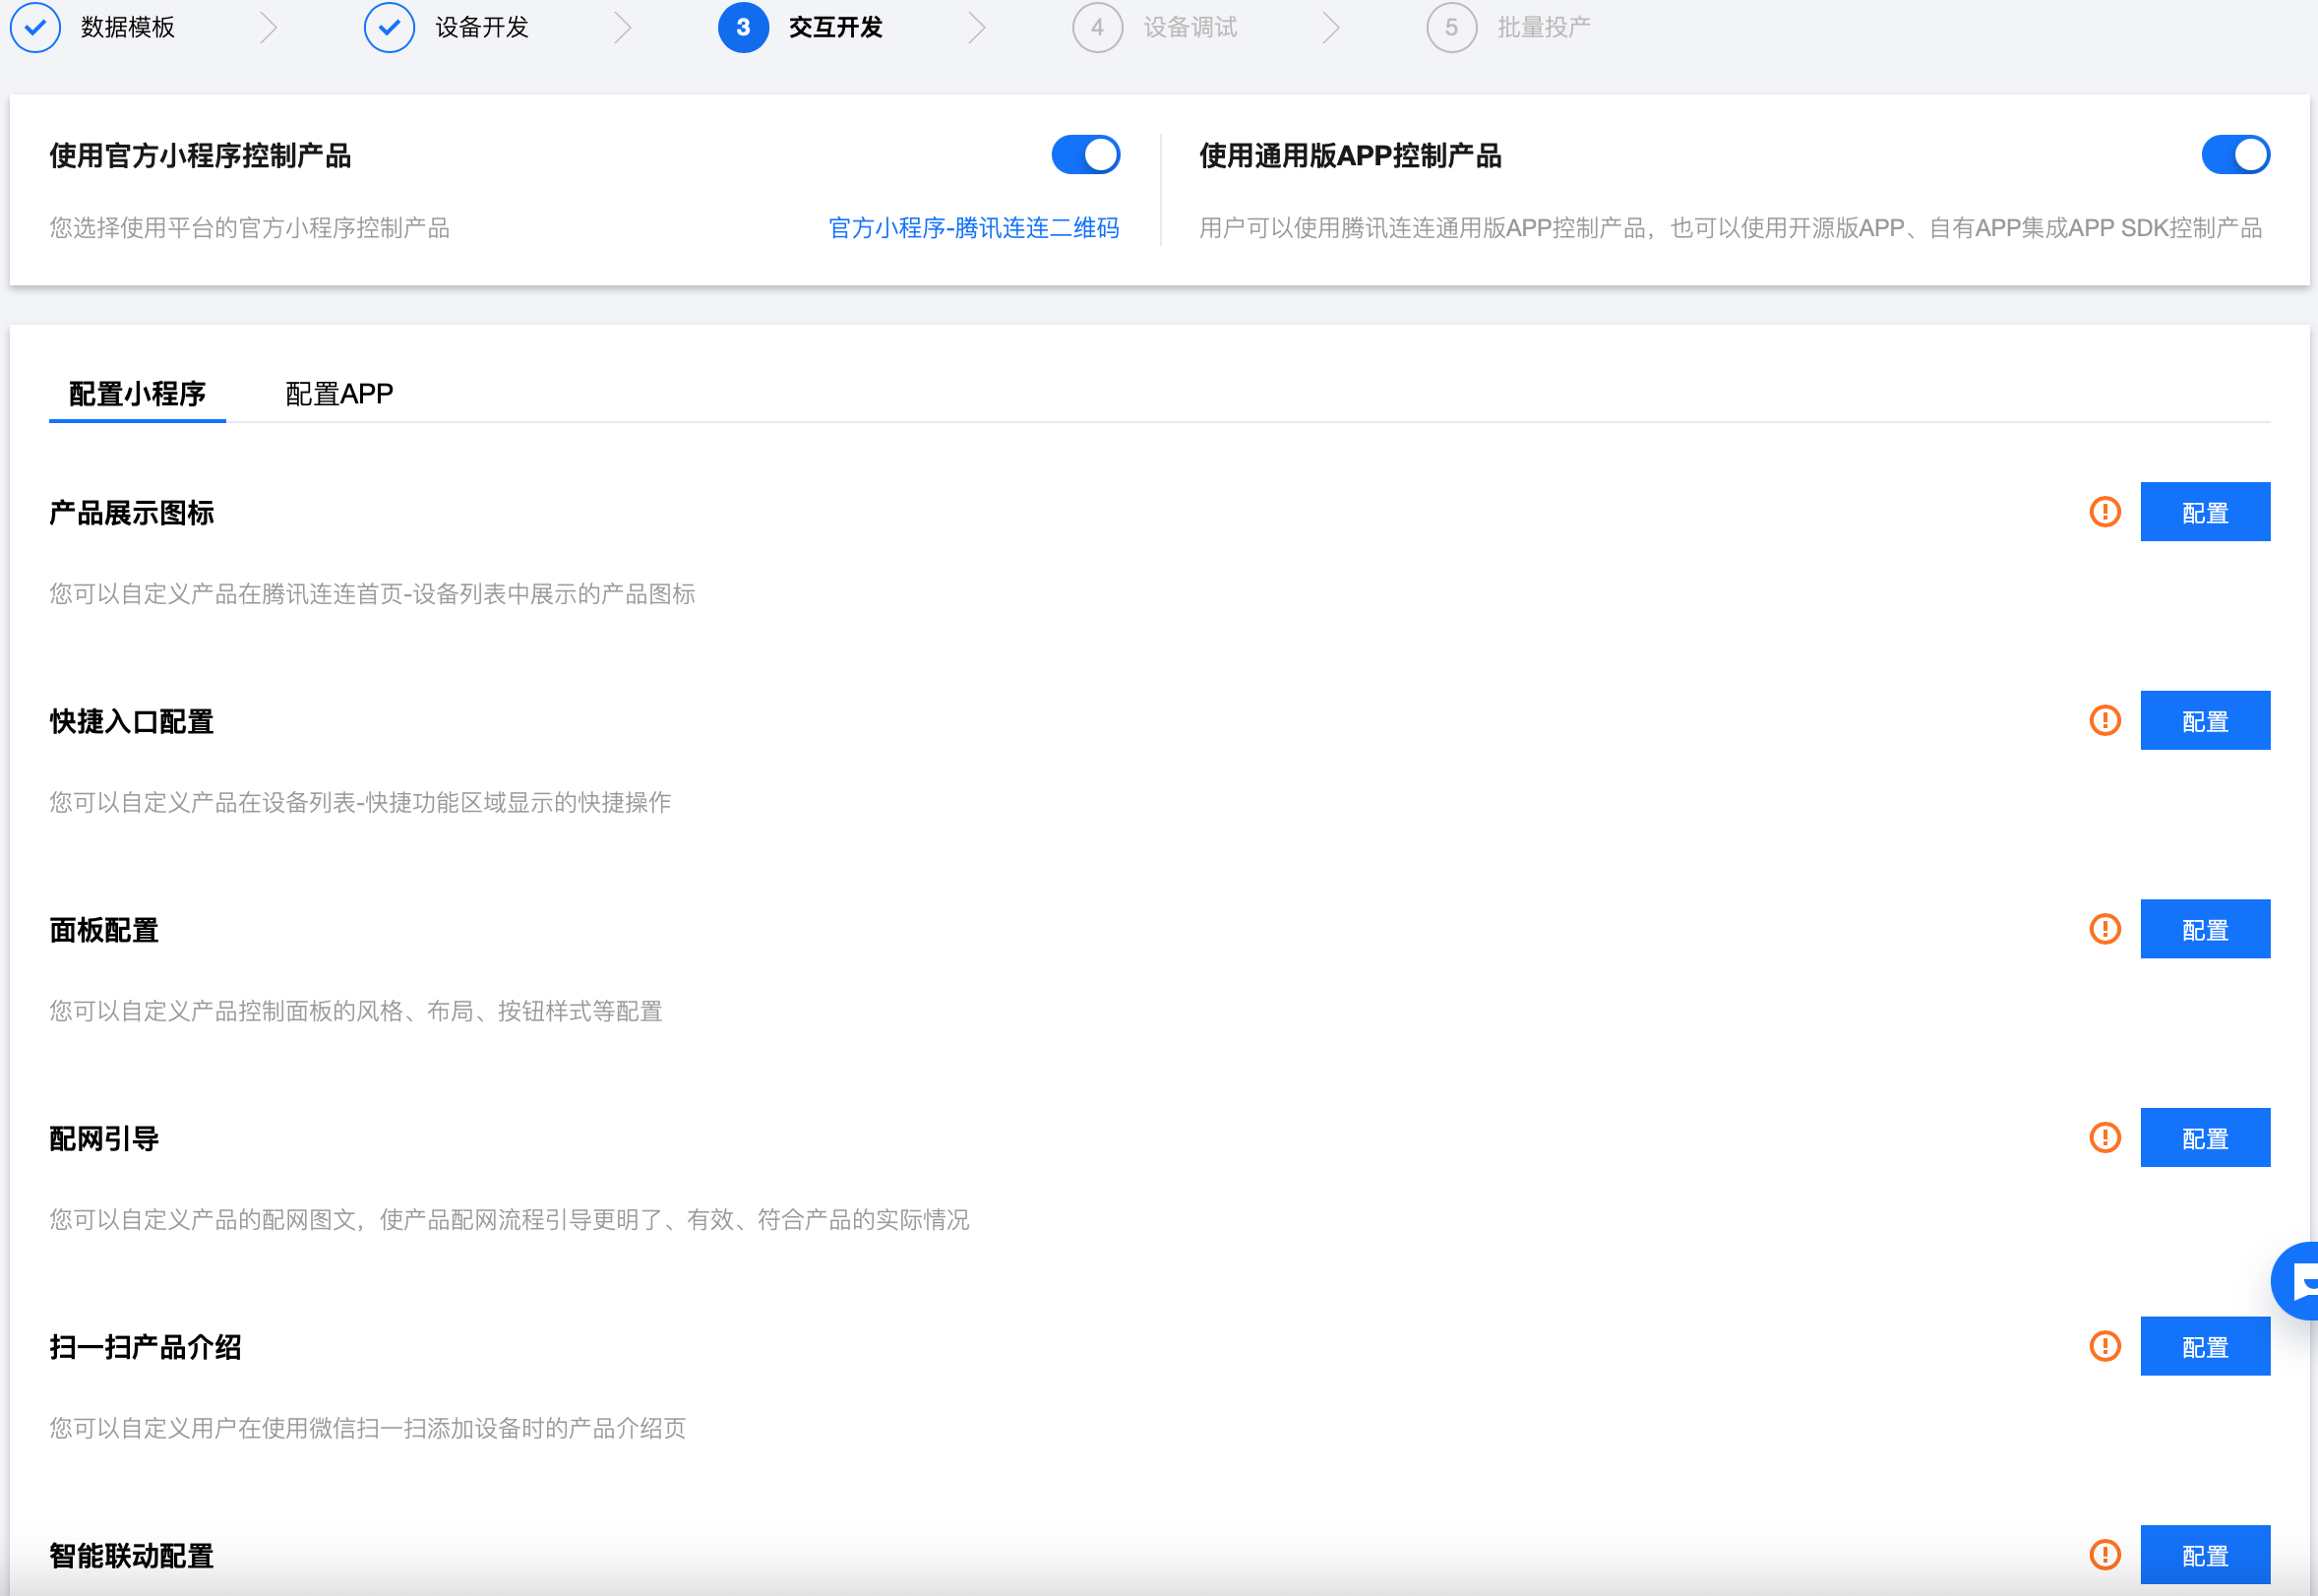 数据模板
设备开发
3 交互开发
4 设备调试
5 批量投产
使用官方小程序控制产品
您选择使用平台的官方小程序控制产品
官方小程序-腾讯连连二维码
使用通用版APP控制产品
用户可以使用腾讯连连通用版APP控制产品，也可以使用开源版APP、自有APP集成APP SDK控制产品
配置小程序
配置APP
产品展示图标
配置
您可以自定义产品在腾讯连连首页-设备列表中展示的产品图标
快捷入口配置
配置
您可以自定义产品在设备列表-快捷功能区域显示的快捷操作
面板配置
配置
您可以自定义产品控制面板的风格、布局、按钮样式等配置
配网引导
配置
您可以自定义产品的配网图文，使产品配网流程引导更明了、有效、符合产品的实际情况
扫一扫产品介绍
配置
您可以自定义用户在使用微信扫一扫添加设备时的产品介绍页
智能联动配置
配置